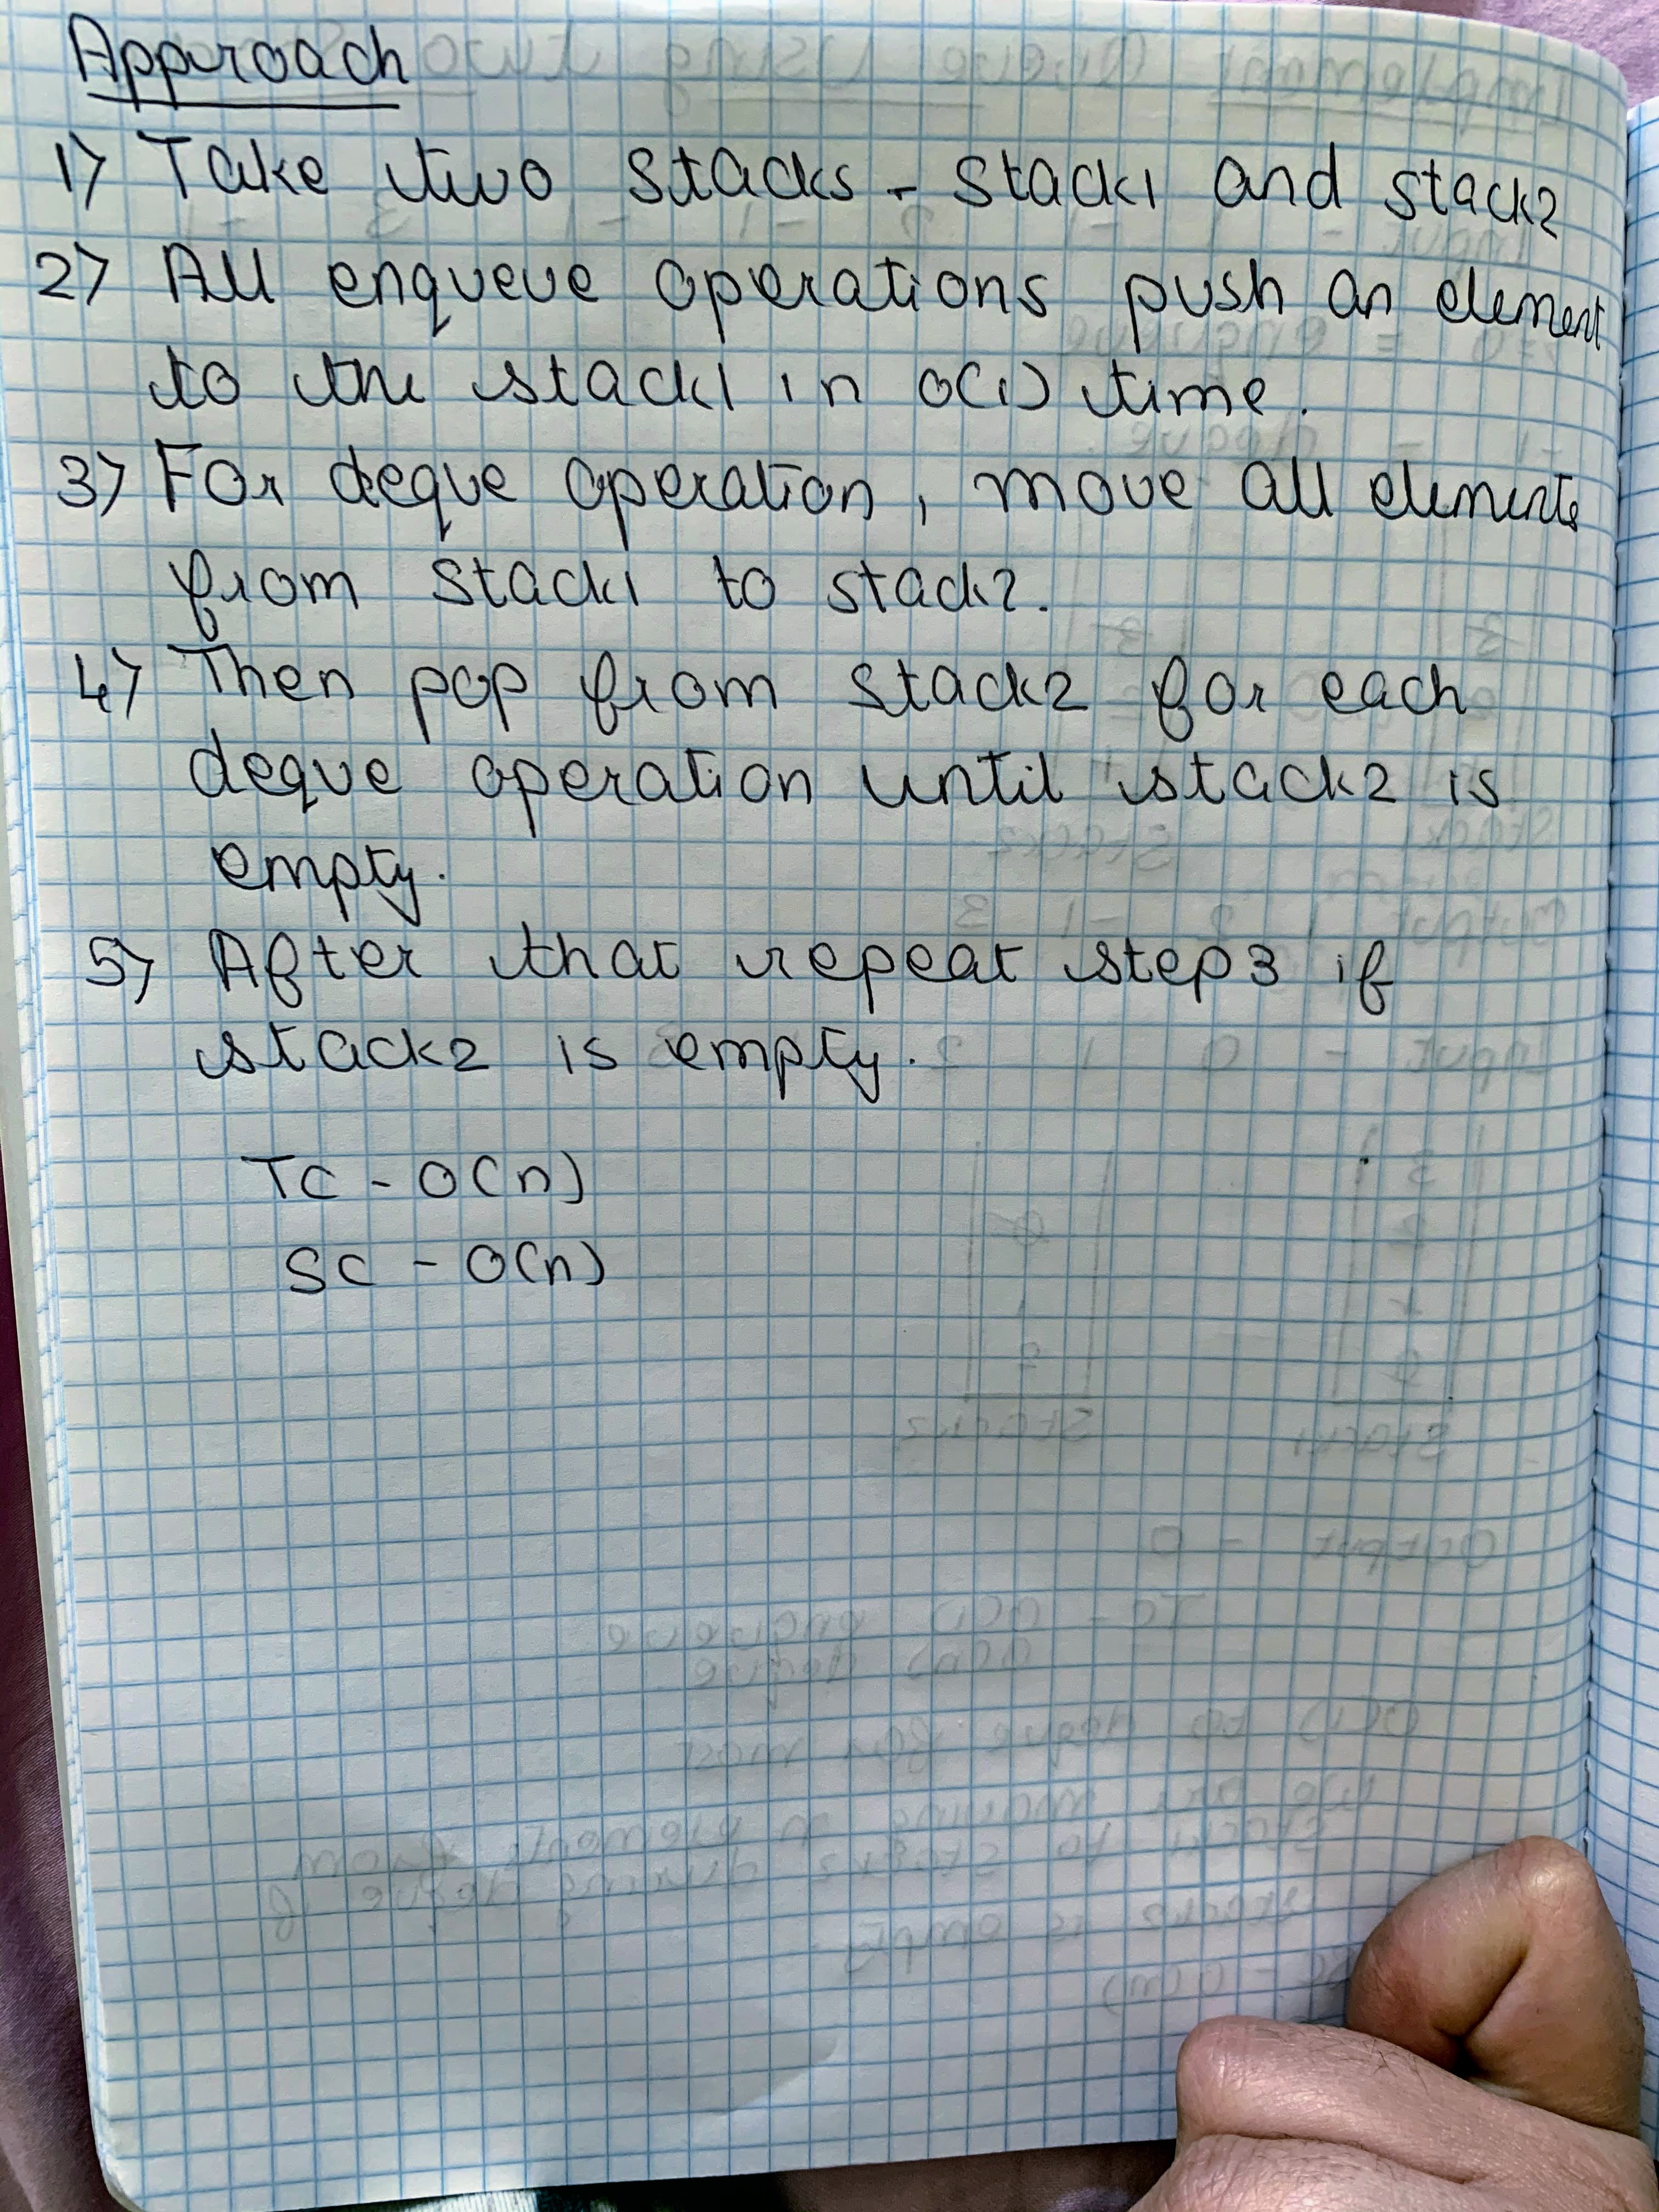 Approach
1) Take two stacks - stack1 and stack2
2) All enqueue operations push an element
to the stack1 in O(1) time.
3) For deque operation, move all elements
from stack1 to stack2.
4) Then pop from stack2 for each
deque operation until stack2 is
empty.
5) After that repeat step3 if
stack2 is empty.
TC - O(n)
SC - O(n)